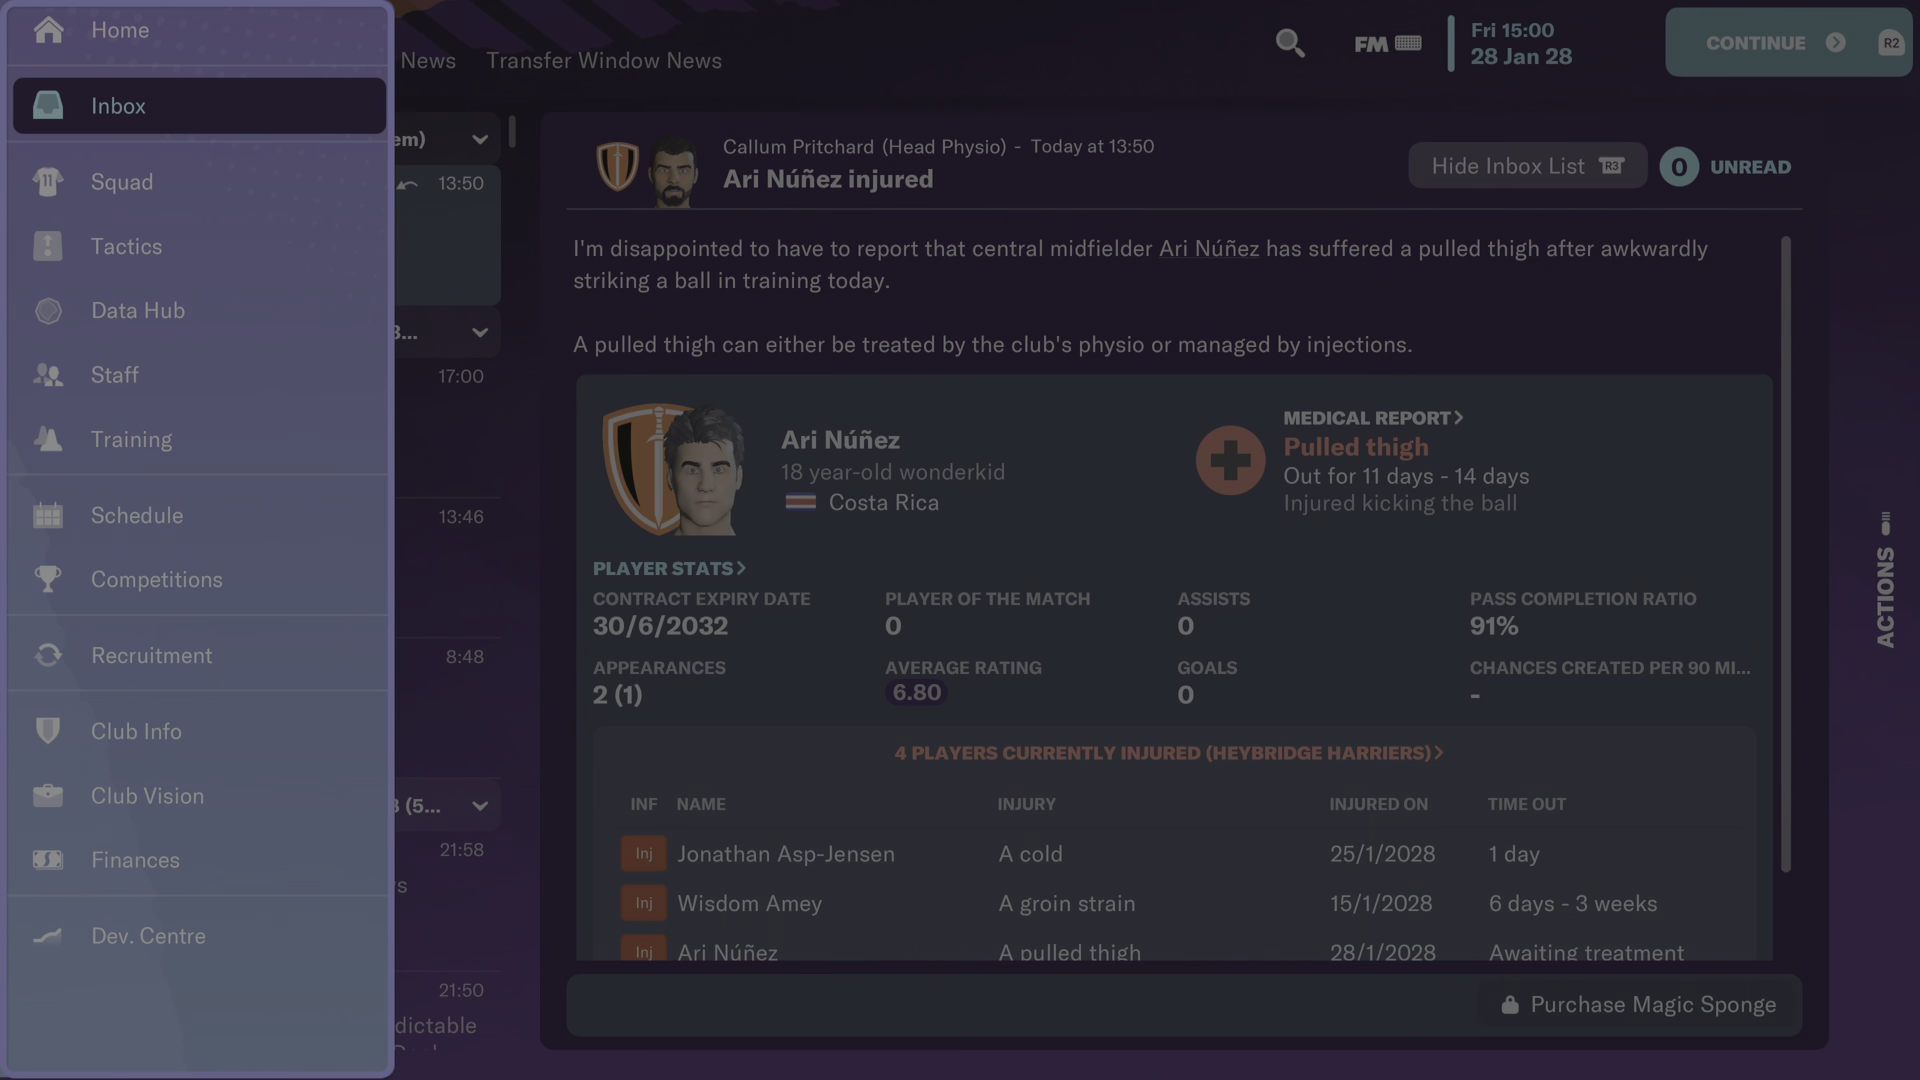 Home
Inbox
Squad
Tactics
Data Hub
Staff
Training
Schedule
Competitions
Recruitment
Club Info
Club Vision
Finances
Dev. Centre
News
Transfer Window News
FM
Fri 15:00
28 Jan 28
CONTINUE
R2
em)
13:50
3...
17:00
13:46
8:48
3 (5...
21:58
s
21:50
dictable
Callum Pritchard (Head Physio) - Today at 13:50
Ari Núñez injured
Hide Inbox List R3
0 UNREAD
I'm disappointed to have to report that central midfielder Ari Núñez has suffered a pulled thigh after awkwardly
striking a ball in training today.
A pulled thigh can either be treated by the club's physio or managed by injections.
Ari Núñez
18 year-old wonderkid
Costa Rica
MEDICAL REPORT
Pulled thigh
Out for 11 days - 14 days
Injured kicking the ball
PLAYER STATS
CONTRACT EXPIRY DATE
30/6/2032
PLAYER OF THE MATCH
0
ASSISTS
0
PASS COMPLETION RATIO
91%
APPEARANCES
2 (1)
AVERAGE RATING
6.80
GOALS
0
CHANCES CREATED PER 90 MI...
-
4 PLAYERS CURRENTLY INJURED (HEYBRIDGE HARRIERS)
INF NAME INJURY INJURED ON TIME OUT
Inj Jonathan Asp-Jensen A cold 25/1/2028 1 day
Inj Wisdom Amey A groin strain 15/1/2028 6 days - 3 weeks
Inj Ari Núñez A pulled thigh 28/1/2028 Awaiting treatment
Purchase Magic Sponge
ACTIONS